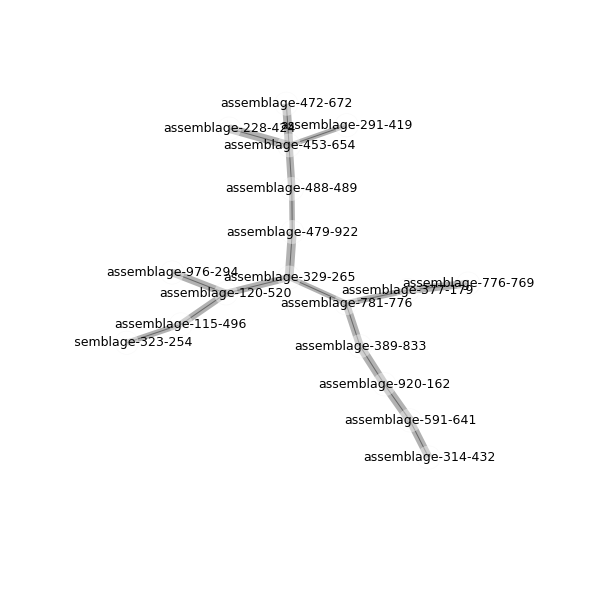 assemblage-472-672
assemblage-291-419
assemblage-228-424
assemblage-453-654
assemblage-488-489
assemblage-479-922
assemblage-976-294
assemblage-329-265
assemblage-776-769
assemblage-377-179
assemblage-120-520
assemblage-781-776
assemblage-115-496
semblage-323-254
assemblage-389-833
assemblage-920-162
assemblage-591-641
assemblage-314-432